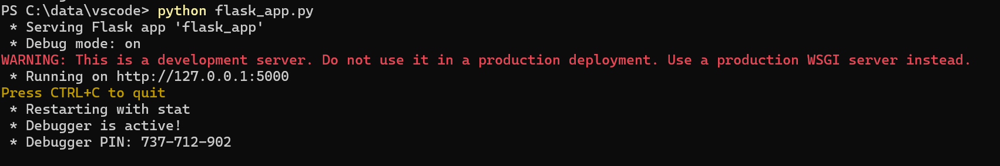 PS C:\data\vscode> python flask_app.py
 * Serving Flask app 'flask_app'
 * Debug mode: on
WARNING: This is a development server. Do not use it in a production deployment. Use a production WSGI server instead.
 * Running on http://127.0.0.1:5000
Press CTRL+C to quit
 * Restarting with stat
 * Debugger is active!
 * Debugger PIN: 737-712-902